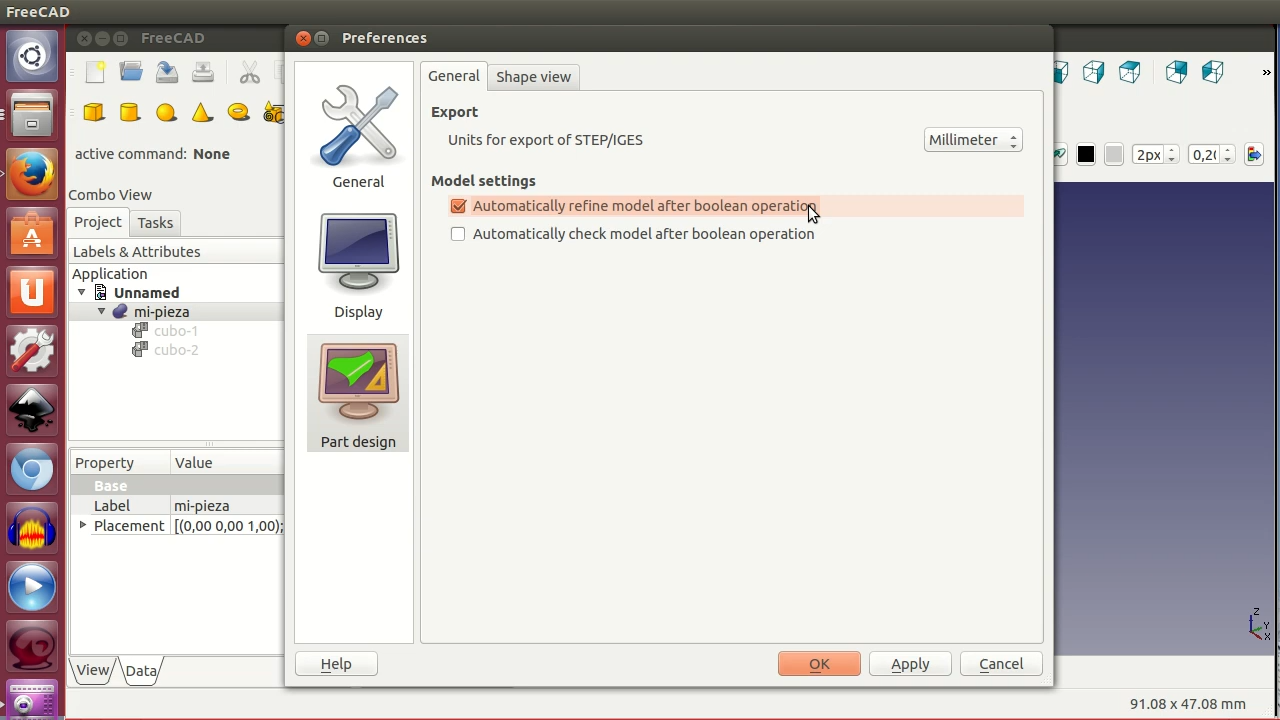 FreeCAD
FreeCAD
Preferences
»
active command: None
2px
0,2
Combo View
Project
Tasks
Labels & Attributes
Application
Unnamed
mi-pieza
cubo-1
cubo-2
Property
Value
Base
Label
mi-pieza
Placement
[(0,00 0,00 1,00);
View
Data
General
Display
Part design
General
Shape view
Export
Units for export of STEP/IGES
Millimeter
Model settings
Automatically refine model after boolean operation
Automatically check model after boolean operation
Help
OK
Apply
Cancel
Z
Y
X
91.08 x 47.08 mm